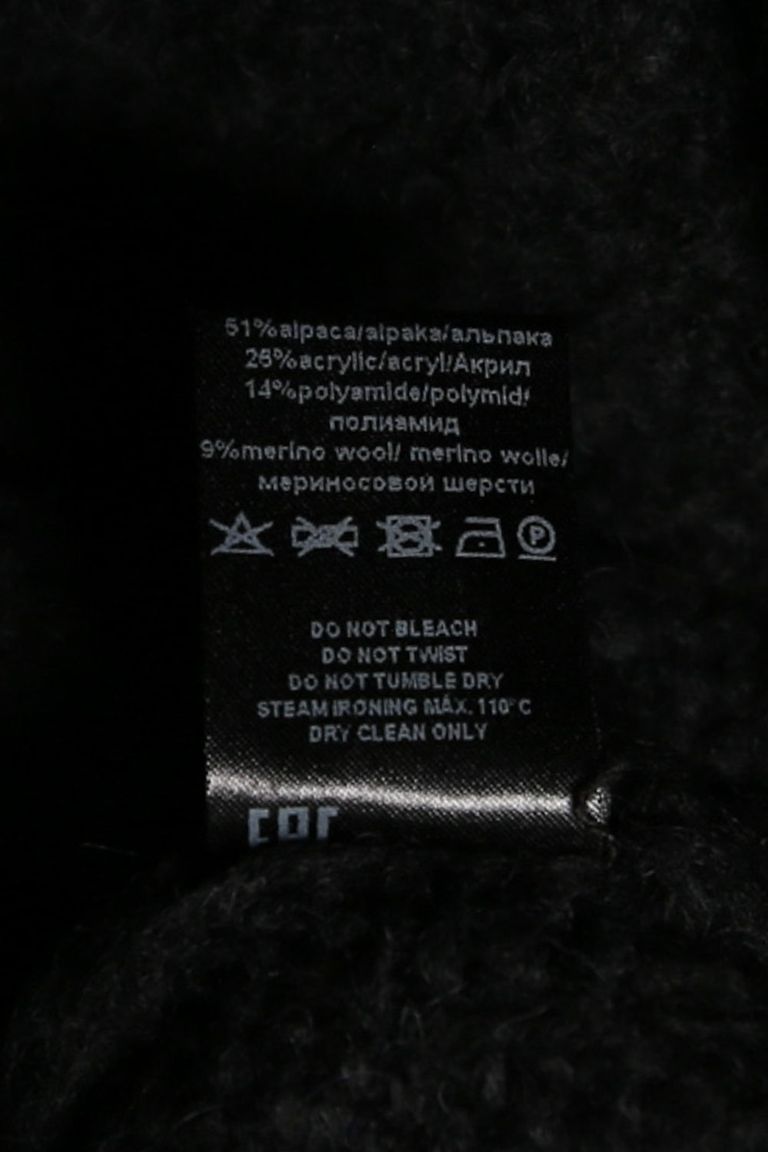 51%alpaca/alpaka/альпака
26%acrylic/acryl/Акрил
14%polyamide/polymid/
полиамид
9%merino wool/ merino wolle/
мериносовой шерсти
P
DO NOT BLEACH
DO NOT TWIST
DO NOT TUMBLE DRY
STEAM IRONING MAX. 110°C
DRY CLEAN ONLY